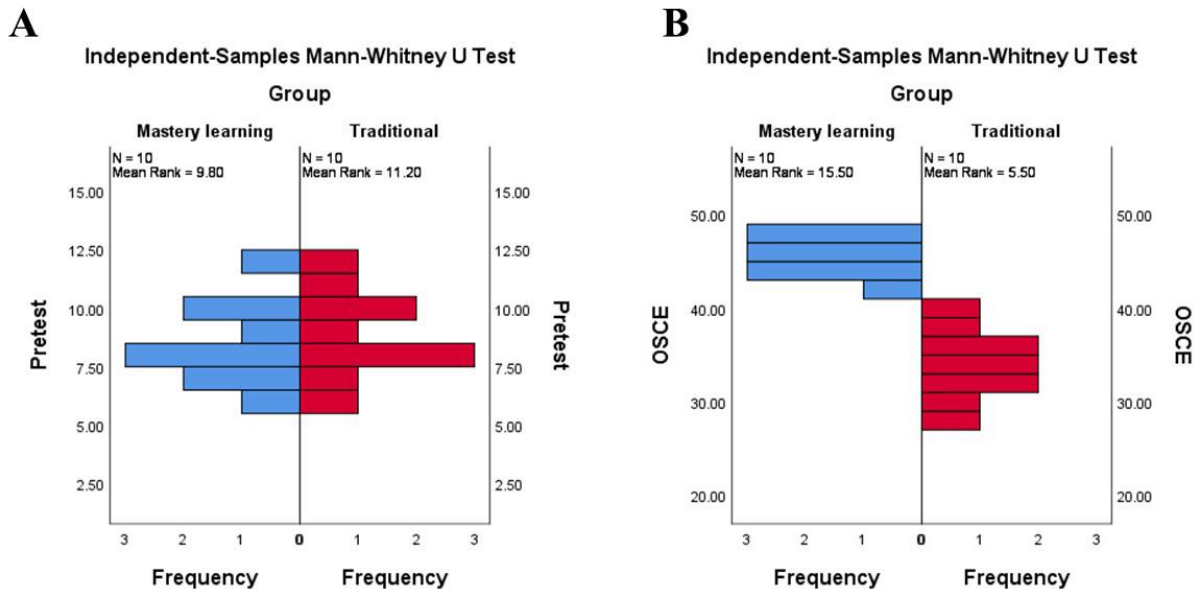 A
Independent-Samples Mann-Whitney U Test
Group
Mastery learning Traditional
N = 10 N = 10
Mean Rank = 9.80 Mean Rank = 11.20
15.00 15.00
12.50 12.50
10.00 10.00
Pretest Pretest
7.50 7.50
5.00 5.00
2.50 2.50
3 2 1 0 1 2 3
Frequency Frequency
B
Independent-Samples Mann-Whitney U Test
Group
Mastery learning Traditional
N = 10 N = 10
Mean Rank = 15.50 Mean Rank = 5.50
50.00 50.00
40.00 40.00
OSCE OSCE
30.00 30.00
20.00 20.00
3 2 1 0 1 2 3
Frequency Frequency